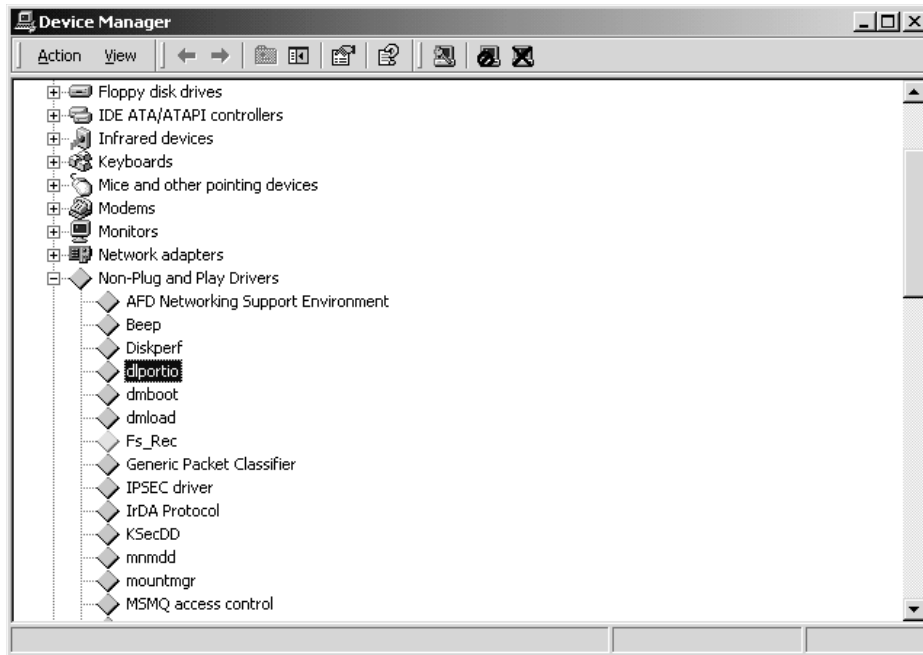 Device Manager
Action View
Floppy disk drives
IDE ATA/ATAPI controllers
Infrared devices
Keyboards
Mice and other pointing devices
Modems
Monitors
Network adapters
Non-Plug and Play Drivers
AFD Networking Support Environment
Beep
Diskperf
dlportio
dmboot
dmload
Fs_Rec
Generic Packet Classifier
IPSEC driver
IrDA Protocol
KSecDD
mnmdd
mountmgr
MSMQ access control